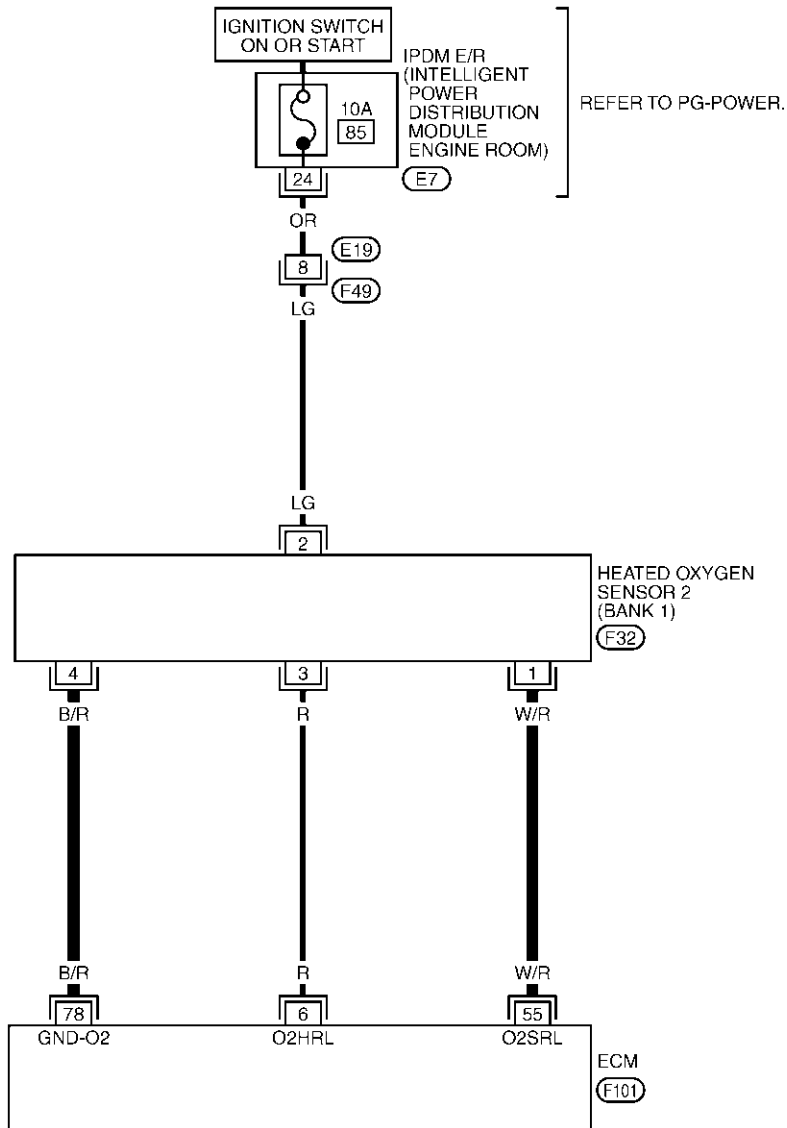 IGNITION SWITCH
ON OR START
IPDM E/R
(INTELLIGENT
POWER
DISTRIBUTION
MODULE
ENGINE ROOM)
REFER TO PG-POWER.
10A
85
24
E7
OR
E19
8
F49
LG
LG
2
HEATED OXYGEN
SENSOR 2
(BANK 1)
F32
4 3 1
B/R R W/R
B/R R W/R
78 6 55
GND-O2 O2HRL O2SRL
ECM
F101